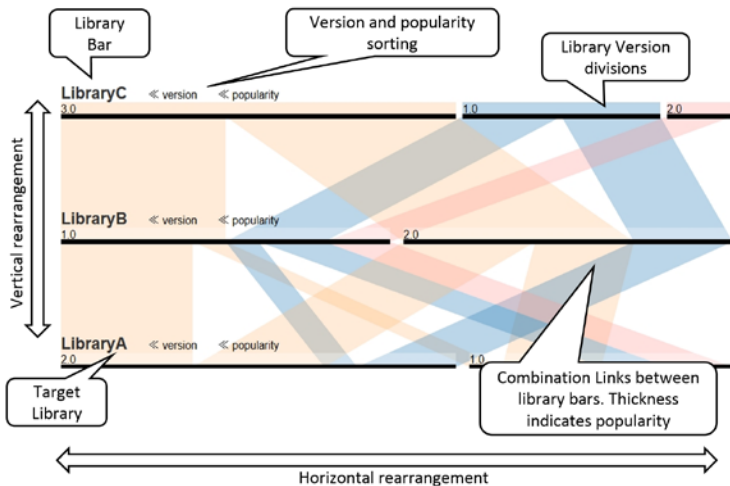 Library
Bar
Version and popularity
sorting
Library Version
divisions
LibraryC
≪ version
≪ popularity
3.0
1.0
2.0
Vertical rearrangement
LibraryB
≪ version
≪ popularity
1.0
2.0
LibraryA
≪ version
≪ popularity
2.0
1.0
Target
Library
Combination Links between
library bars. Thickness
indicates popularity
Horizontal rearrangement